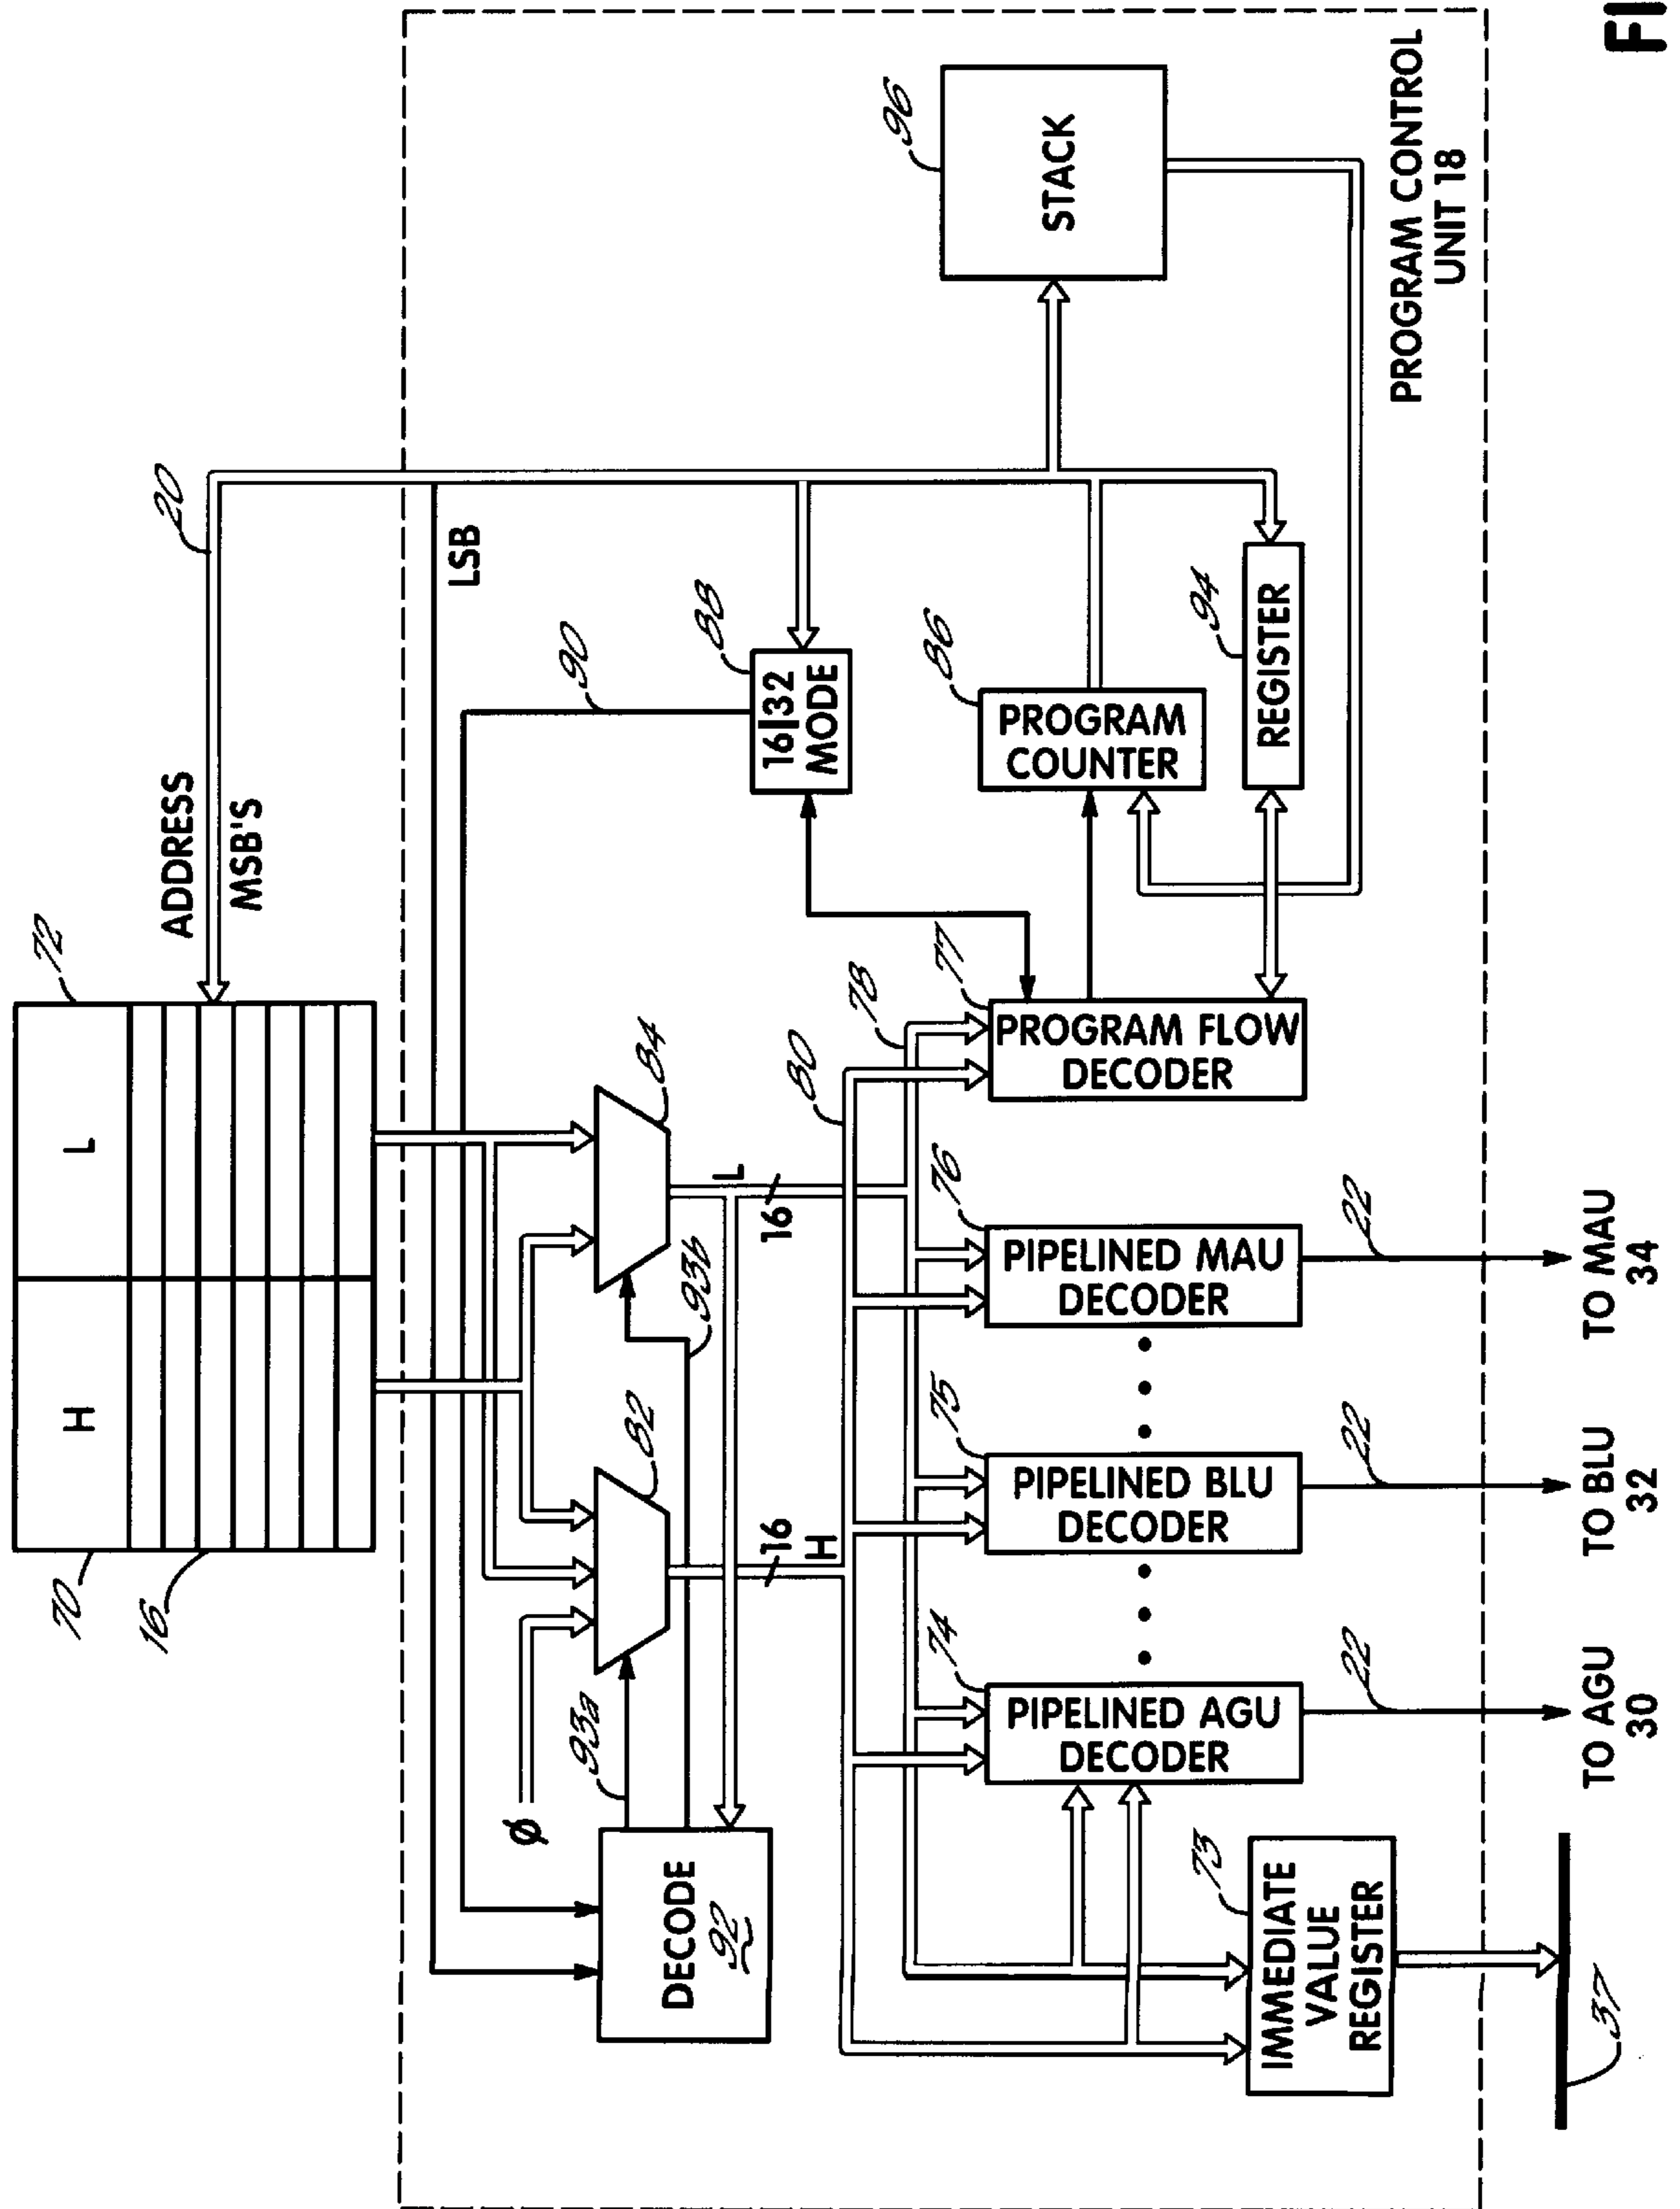 70
16
H
L
72
20
ADDRESS
MSB'S
LSB
90
Ø
93a
82
84
93b
DECODE
92
16
H
L
16
80
78
88
16|32
MODE
86
PROGRAM
COUNTER
94
REGISTER
96
STACK
73
IMMEDIATE
VALUE
REGISTER
74
PIPELINED AGU
DECODER
75
PIPELINED BLU
DECODER
76
PIPELINED MAU
DECODER
77
PROGRAM FLOW
DECODER
22
22
22
37
TO AGU
30
TO BLU
32
TO MAU
34
PROGRAM CONTROL
UNIT 18